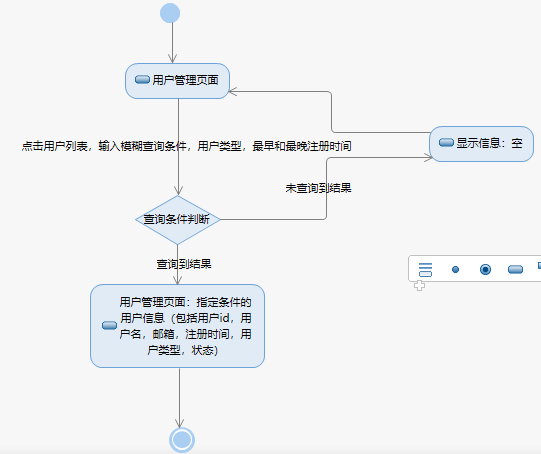 用户管理页面
点击用户列表，输入模糊查询条件，用户类型，最早和最晚注册时间
显示信息：空
未查询到结果
查询条件判断
查询到结果
用户管理页面：指定条件的
用户信息（包括用户id，用
户名，邮箱，注册时间，用
户类型，状态）